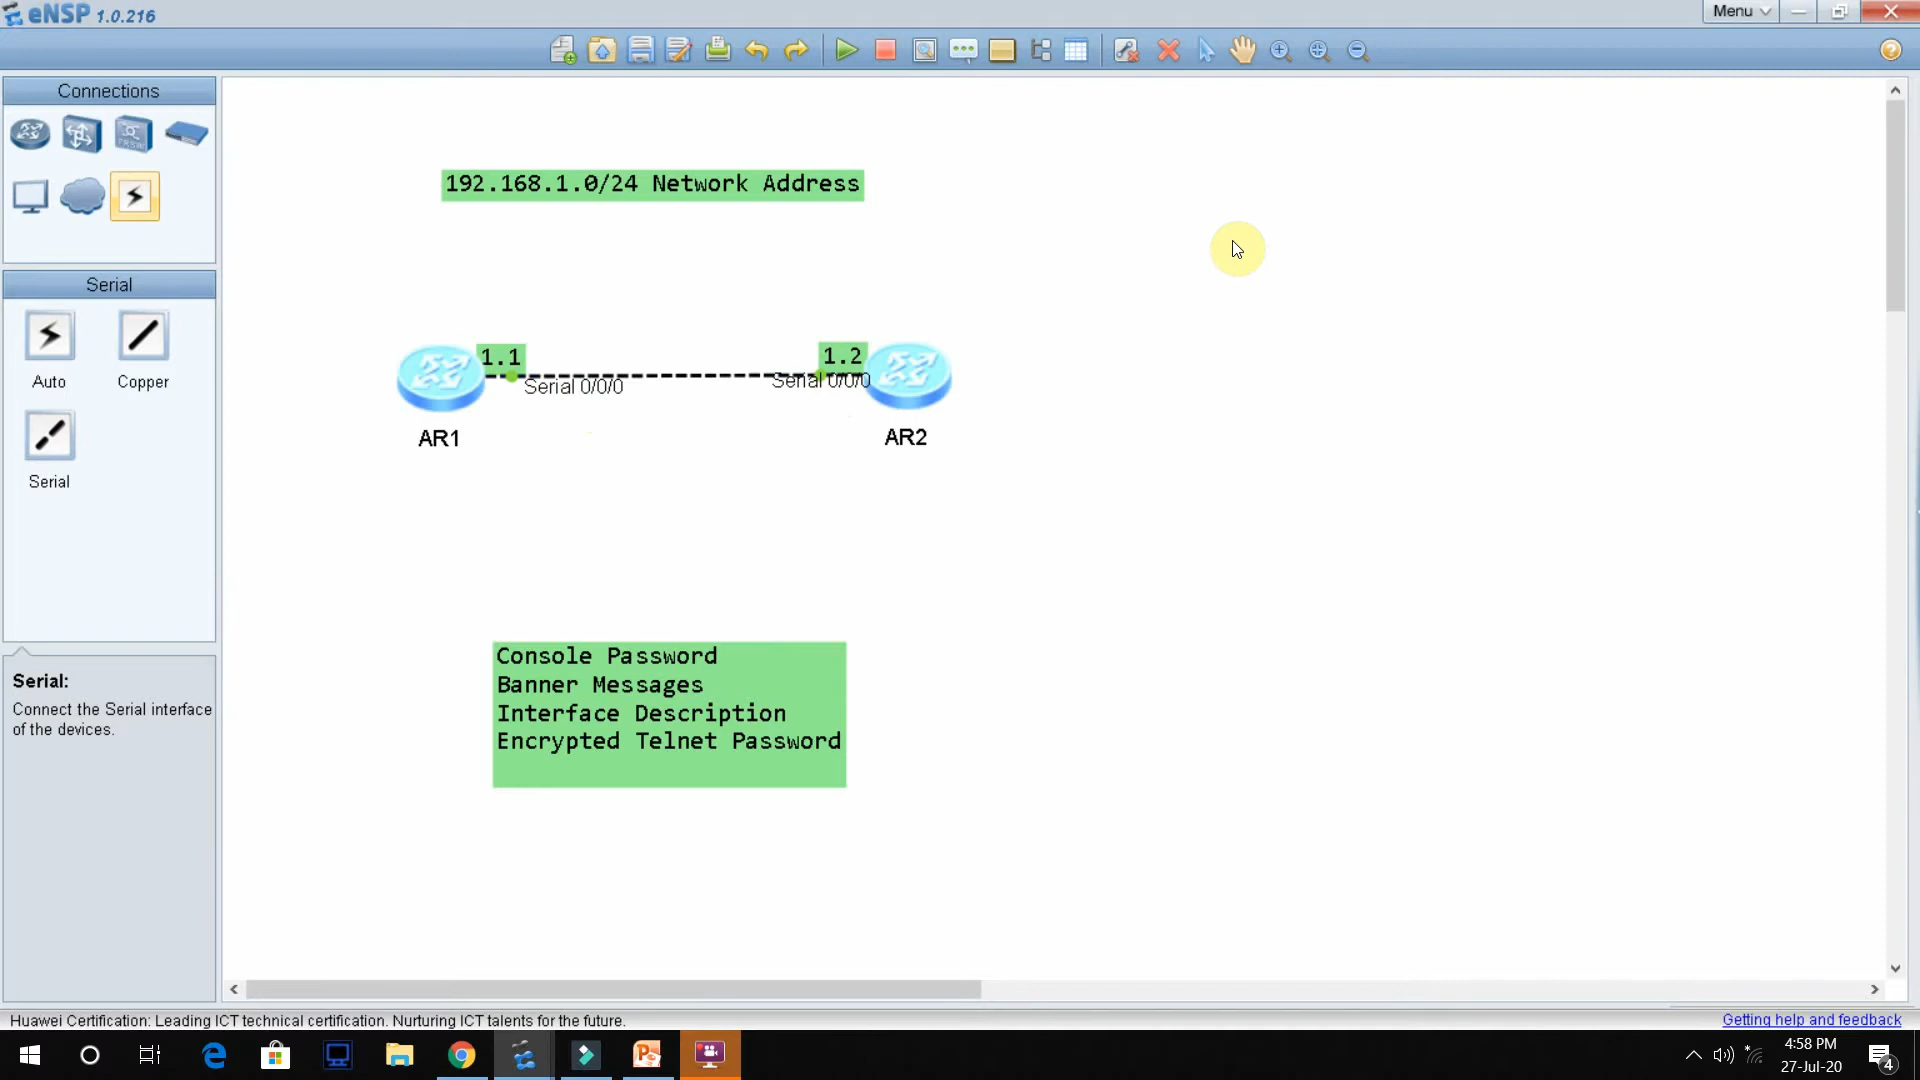 eNSP 1.0.216
Menu
Connections
192.168.1.0/24 Network Address
Serial
Auto
Copper
Serial
1.1
1.2
Serial 0/0/0
Serial 0/0/0
AR1
AR2
Console Password
Banner Messages
Interface Description
Encrypted Telnet Password
Serial:
Connect the Serial interface
of the devices.
Huawei Certification: Leading ICT technical certification. Nurturing ICT talents for the future.
Getting help and feedback
4:58 PM
27-Jul-20
4